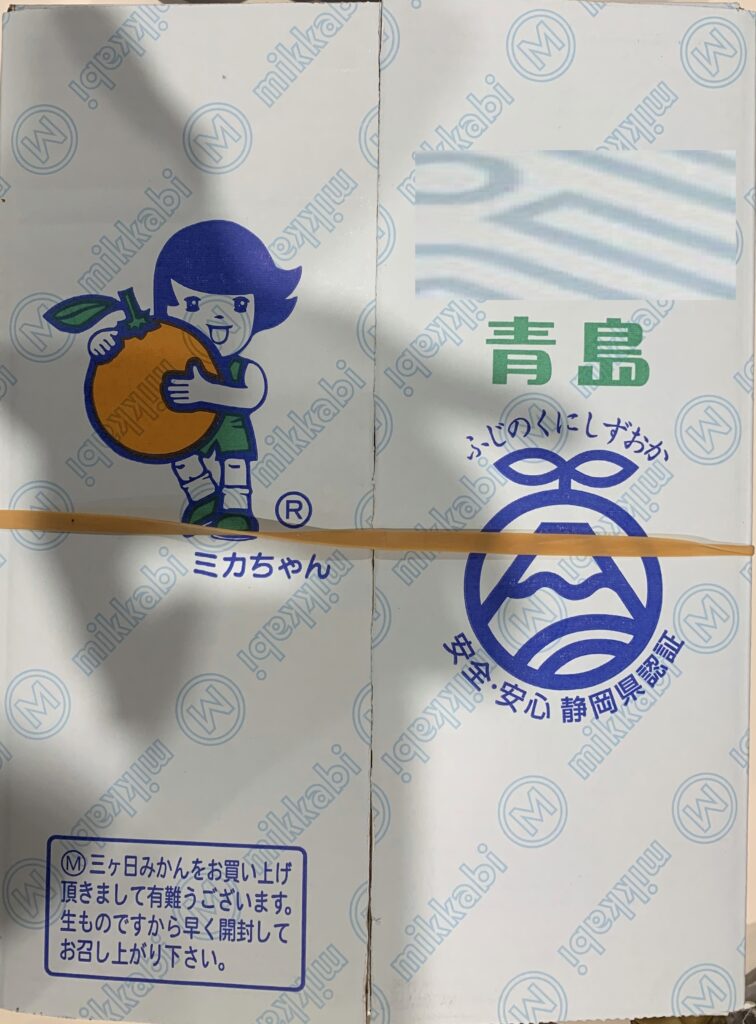 mikkabi
®
ミカちゃん
Ⓜ三ヶ日みかんをお買い上げ
頂きまして有難うございます。
生ものですから早く開封して
お召し上がり下さい。
青島
ふじのくにしずおか
安全・安心 静岡県認証